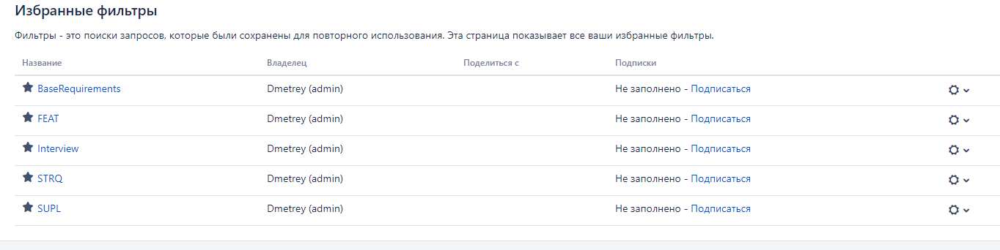 Избранные фильтры
Фильтры - это поиски запросов, которые были сохранены для повторного использования. Эта страница показывает все ваши избранные фильтры.
Название Владелец Поделиться с Подписки
BaseRequirements Dmetrey (admin) Не заполнено - Подписаться
FEAT Dmetrey (admin) Не заполнено - Подписаться
Interview Dmetrey (admin) Не заполнено - Подписаться
STRQ Dmetrey (admin) Не заполнено - Подписаться
SUPL Dmetrey (admin) Не заполнено - Подписаться